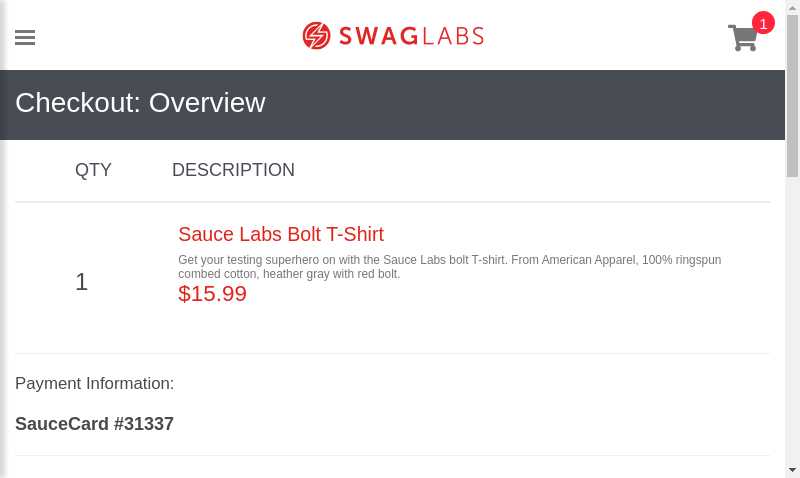 SWAGLABS
1
Checkout: Overview
QTY DESCRIPTION
Sauce Labs Bolt T-Shirt
Get your testing superhero on with the Sauce Labs bolt T-shirt. From American Apparel, 100% ringspun
combed cotton, heather gray with red bolt.
1
$15.99
Payment Information:
SauceCard #31337